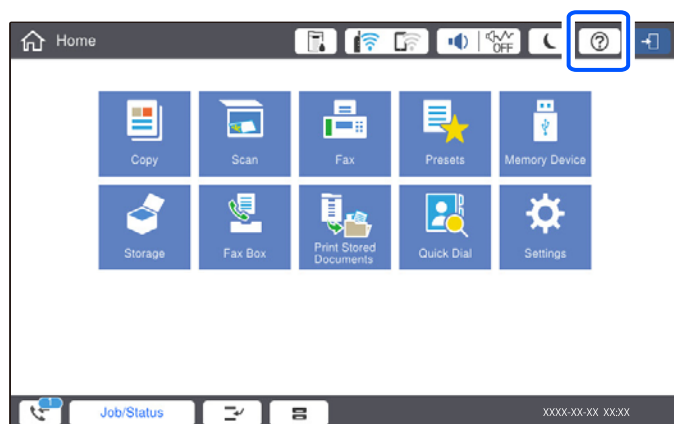 Home
OFF
?
Copy
Scan
Fax
Presets
Memory Device
Storage
Fax Box
Print Stored
Documents
Quick Dial
Settings
1
Job/Status
XXXX-XX-XX XX:XX